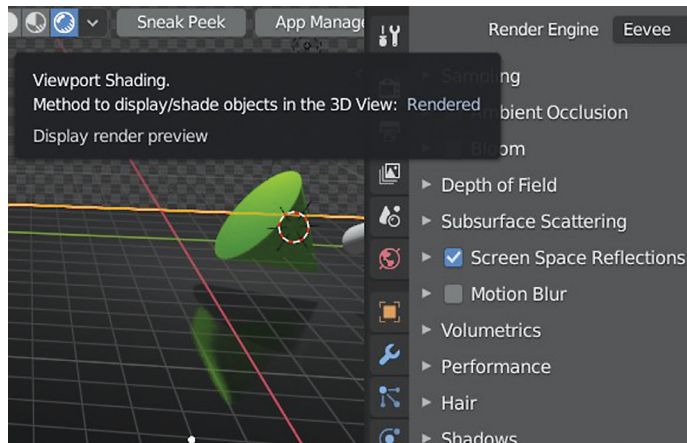 Sneak Peek
App Manage
Render Engine Eevee
Viewport Shading.
Method to display/shade objects in the 3D View: Rendered
Display render preview
Sampling
Ambient Occlusion
Bloom
Depth of Field
Subsurface Scattering
Screen Space Reflections
Motion Blur
Volumetrics
Performance
Hair
Shadows